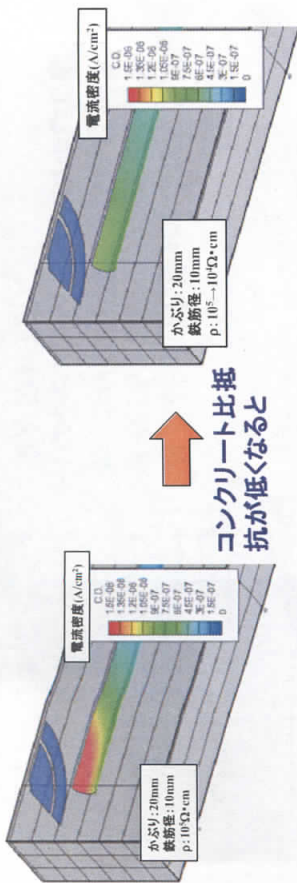 電流密度(A/cm²)
C.D.
1.5E-06
1.35E-06
1.2E-06
1.05E-06
9E-07
7.5E-07
6E-07
4.5E-07
3E-07
1.5E-07
0
かぶり:20mm
鉄筋径:10mm
ρ:10⁵Ω・cm
コンクリート比抵
抗が低くなると
電流密度(A/cm²)
C.D.
1.5E-06
1.35E-06
1.2E-06
1.05E-06
9E-07
7.5E-07
6E-07
4.5E-07
3E-07
1.5E-07
0
かぶり:20mm
鉄筋径:10mm
ρ:10⁵→10⁴Ω・cm